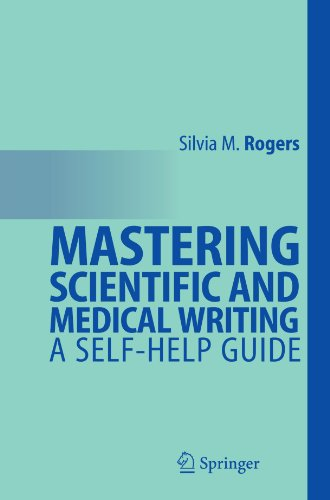 Silvia M. Rogers
MASTERING
SCIENTIFIC AND
MEDICAL WRITING
A SELF-HELP GUIDE
Springer